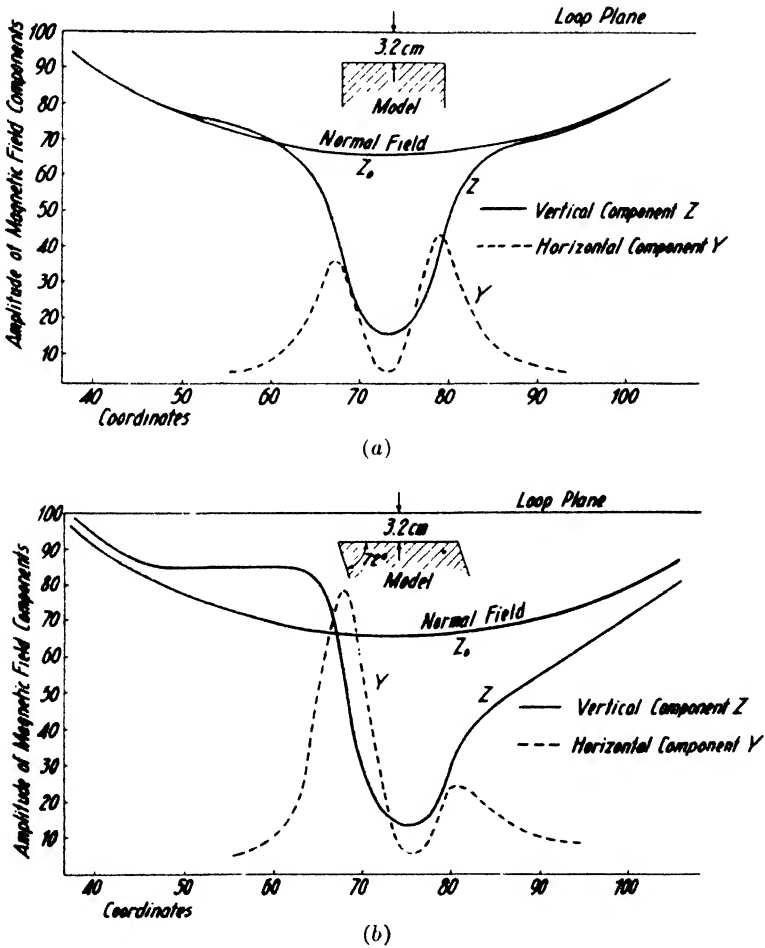 Loop Plane
Amplitude of Magnetic Field Components
100
90
80
70
60
50
40
30
20
10
3.2cm
Model
Normal Field
Z₀
Z
Vertical Component Z
Horizontal Component Y
Y
40 50 60 70 80 90 100
Coordinates
(a)
Loop Plane
Amplitude of Magnetic Field Components
100
90
80
70
60
50
40
30
20
10
3.2cm
72°
Model
Normal Field
Z₀
Y
Z
Vertical Component Z
Horizontal Component Y
40 50 60 70 80 90 100
Coordinates
(b)